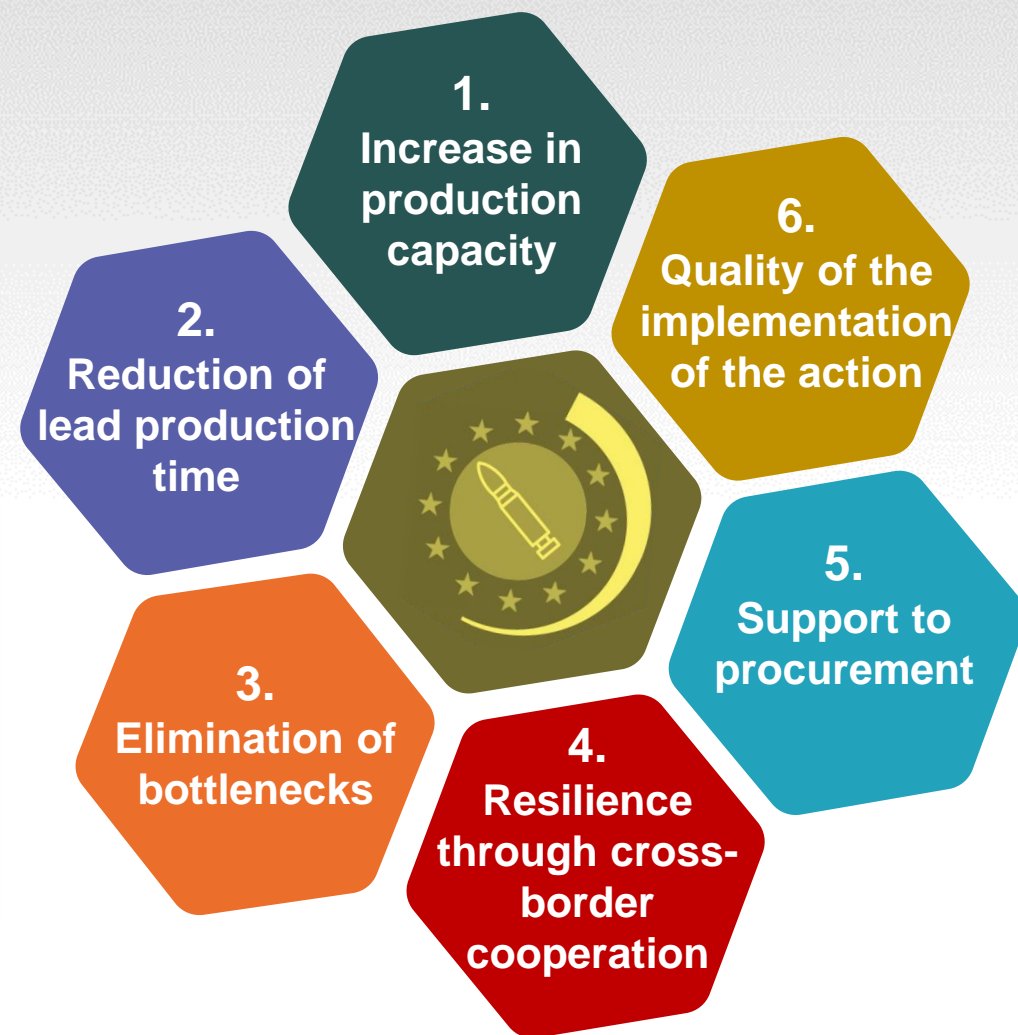 1.
Increase in
production
capacity
2.
Reduction of
lead production
time
3.
Elimination of
bottlenecks
4.
Resilience
through cross-
border
cooperation
5.
Support to
procurement
6.
Quality of the
implementation
of the action